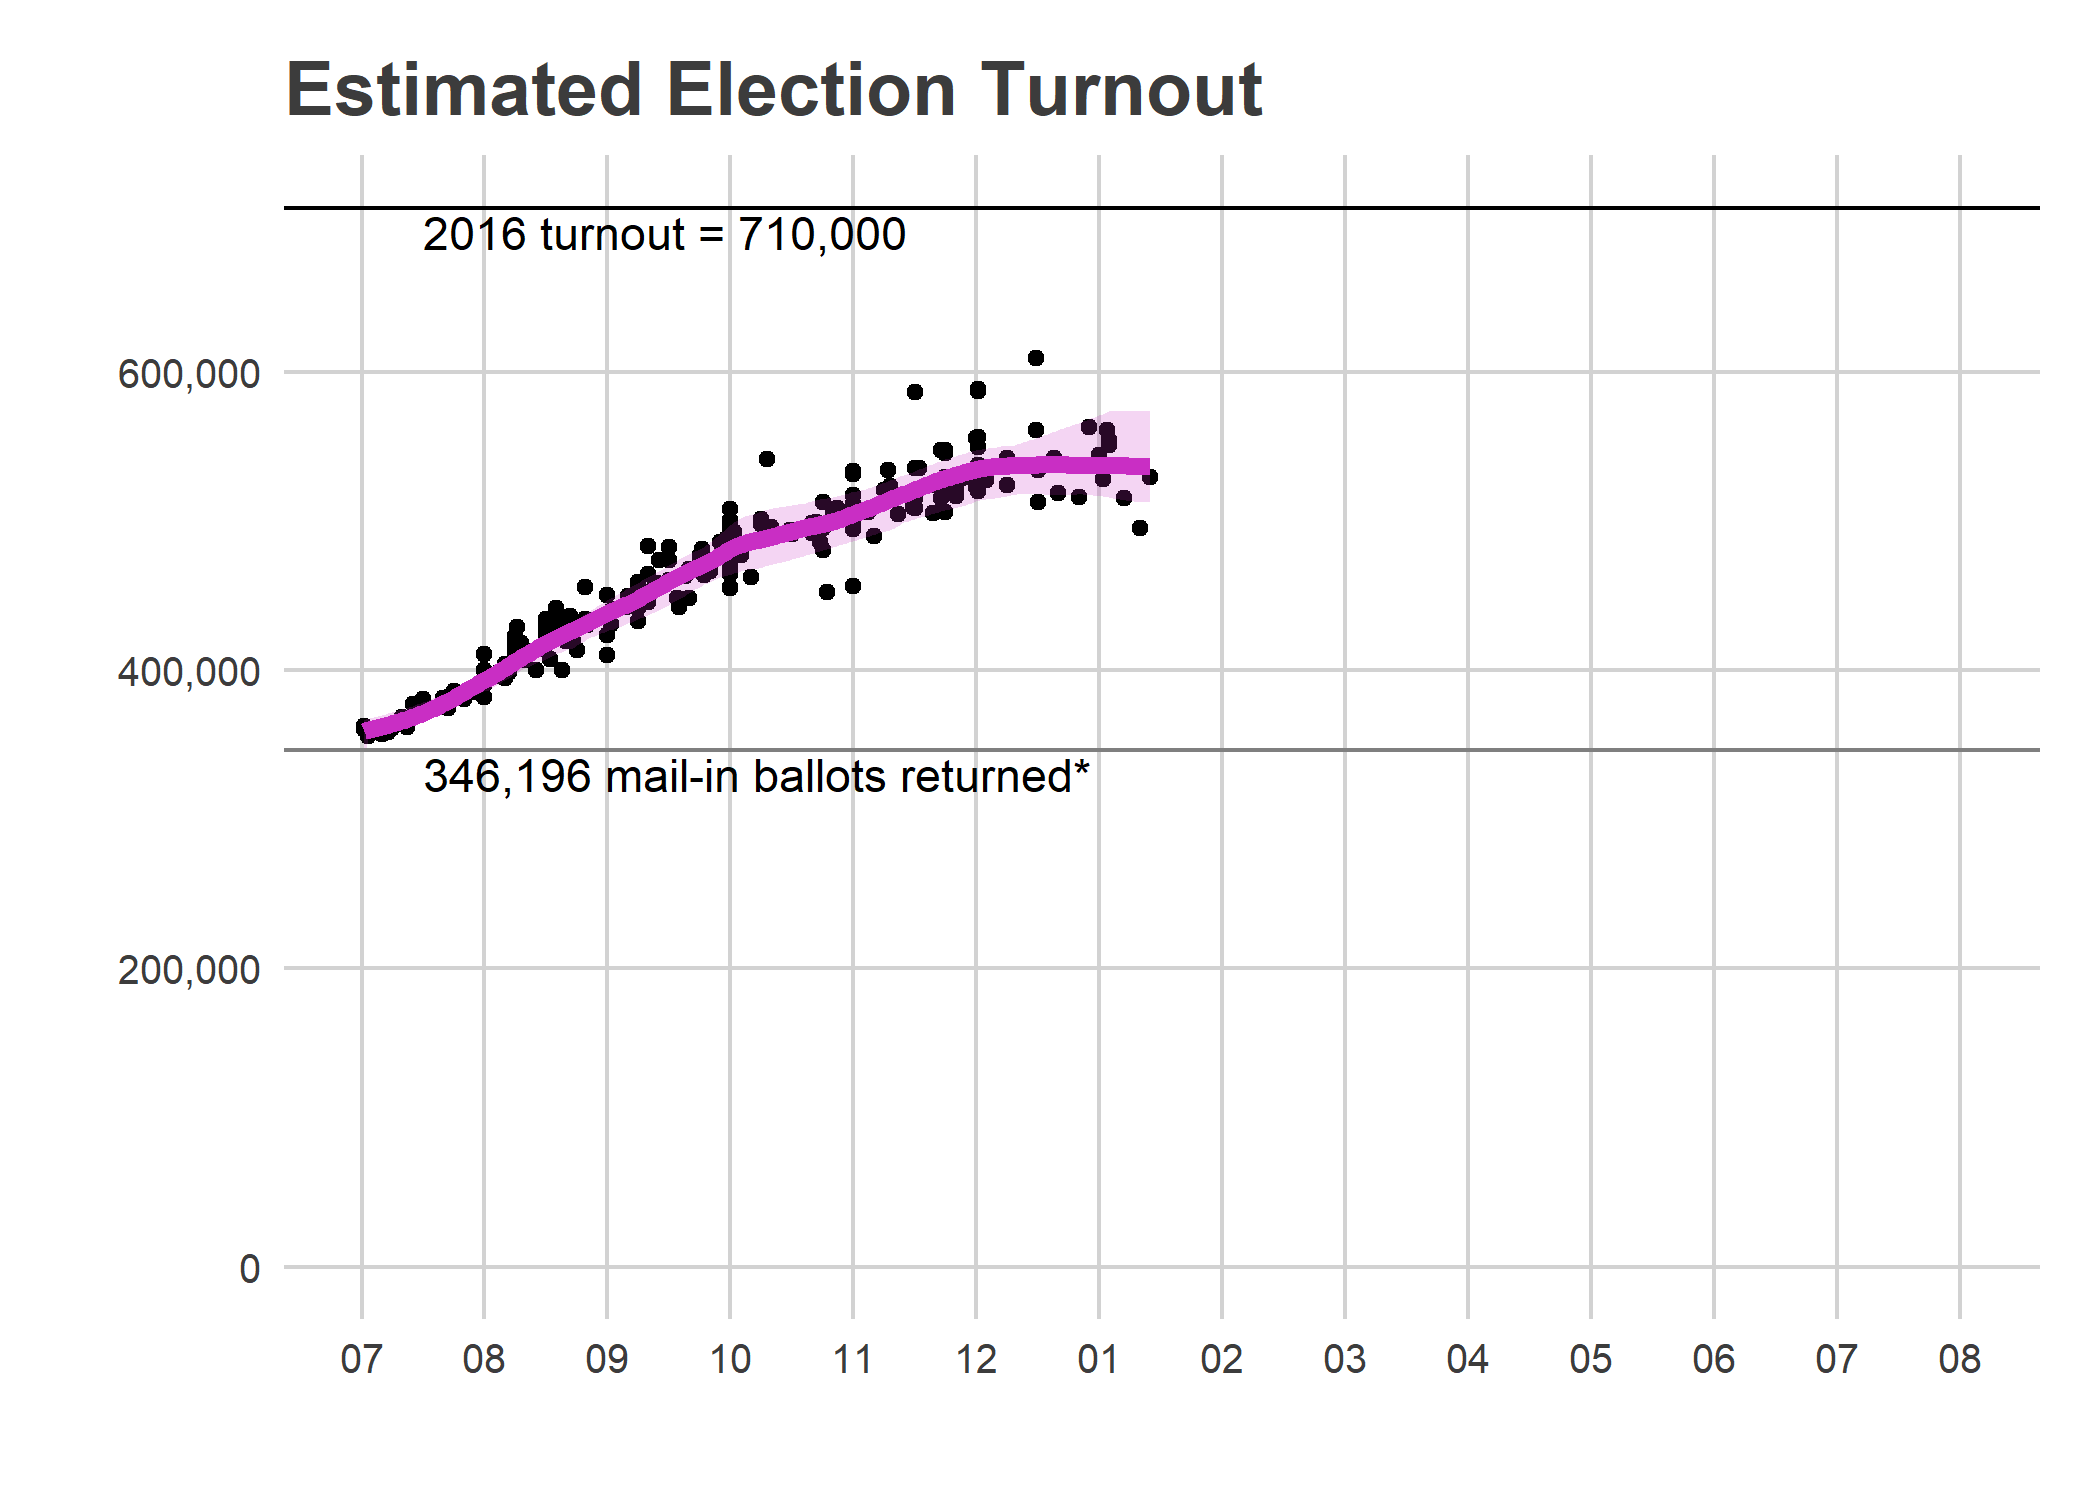 Estimated Election Turnout
2016 turnout = 710,000
600,000
400,000
346,196 mail-in ballots returned*
200,000
0
07 08 09 10 11 12 01 02 03 04 05 06 07 08